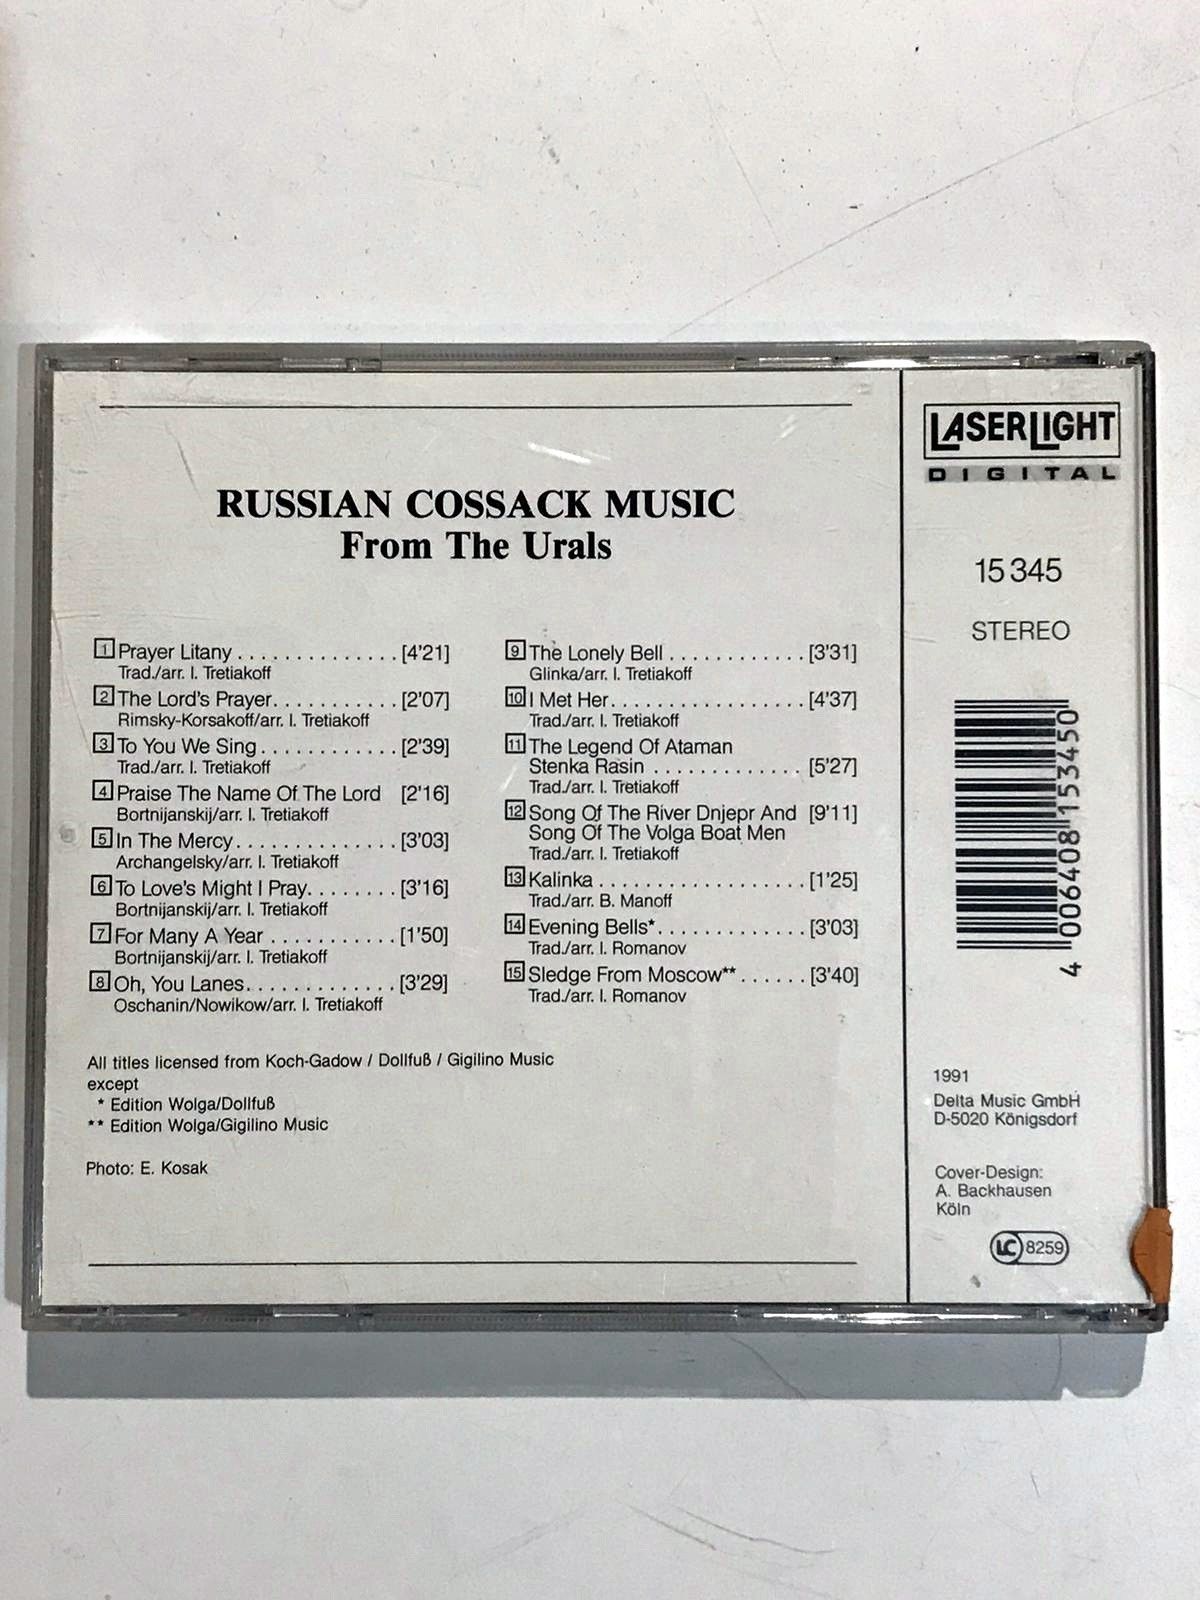 RUSSIAN COSSACK MUSIC
From The Urals
1 Prayer Litany . . . . . . . . . . . . . . [4'21]
Trad./arr. I. Tretiakoff
2 The Lord's Prayer. . . . . . . . . . . [2'07]
Rimsky-Korsakoff/arr. I. Tretiakoff
3 To You We Sing . . . . . . . . . . . . [2'39]
Trad./arr. I. Tretiakoff
4 Praise The Name Of The Lord [2'16]
Bortnijanskij/arr. I. Tretiakoff
5 In The Mercy . . . . . . . . . . . . . . [3'03]
Archangelsky/arr. I. Tretiakoff
6 To Love's Might I Pray. . . . . . . . [3'16]
Bortnijanskij/arr. I. Tretiakoff
7 For Many A Year . . . . . . . . . . . [1'50]
Bortnijanskij/arr. I. Tretiakoff
8 Oh, You Lanes. . . . . . . . . . . . . [3'29]
Oschanin/Nowikow/arr. I. Tretiakoff
9 The Lonely Bell . . . . . . . . . . . . [3'31]
Glinka/arr. I. Tretiakoff
10 I Met Her. . . . . . . . . . . . . . . . . [4'37]
Trad./arr. I. Tretiakoff
11 The Legend Of Ataman
Stenka Rasin . . . . . . . . . . . . . [5'27]
Trad./arr. I. Tretiakoff
12 Song Of The River Dnjepr And [9'11]
Song Of The Volga Boat Men
Trad./arr. I. Tretiakoff
13 Kalinka . . . . . . . . . . . . . . . . . . [1'25]
Trad./arr. B. Manoff
14 Evening Bells*. . . . . . . . . . . . . [3'03]
Trad./arr. I. Romanov
15 Sledge From Moscow** . . . . . . [3'40]
Trad./arr. I. Romanov
All titles licensed from Koch-Gadow / Dollfuß / Gigilino Music
except
* Edition Wolga/Dollfuß
** Edition Wolga/Gigilino Music
Photo: E. Kosak
LASERLIGHT
DIGITAL
15 345
STEREO
4 006408 153450
1991
Delta Music GmbH
D-5020 Königsdorf
Cover-Design:
A. Backhausen
Köln
LC 8259